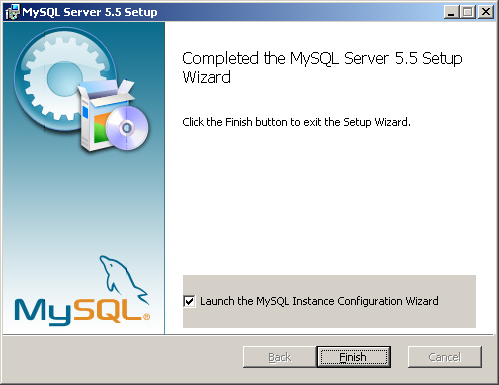 MySQL Server 5.5 Setup
Completed the MySQL Server 5.5 Setup
Wizard
Click the Finish button to exit the Setup Wizard.
MySQL®
Launch the MySQL Instance Configuration Wizard
Back
Finish
Cancel